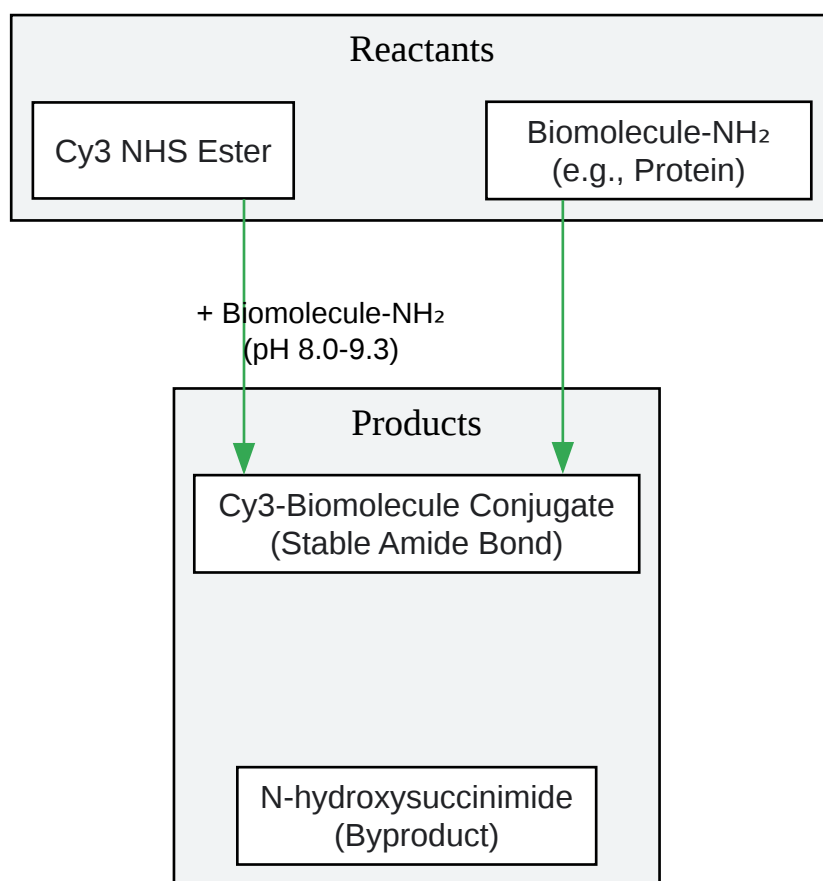 Reactants
Cy3 NHS Ester
Biomolecule-NH₂
(e.g., Protein)
+ Biomolecule-NH₂
(pH 8.0-9.3)
Products
Cy3-Biomolecule Conjugate
(Stable Amide Bond)
N-hydroxysuccinimide
(Byproduct)